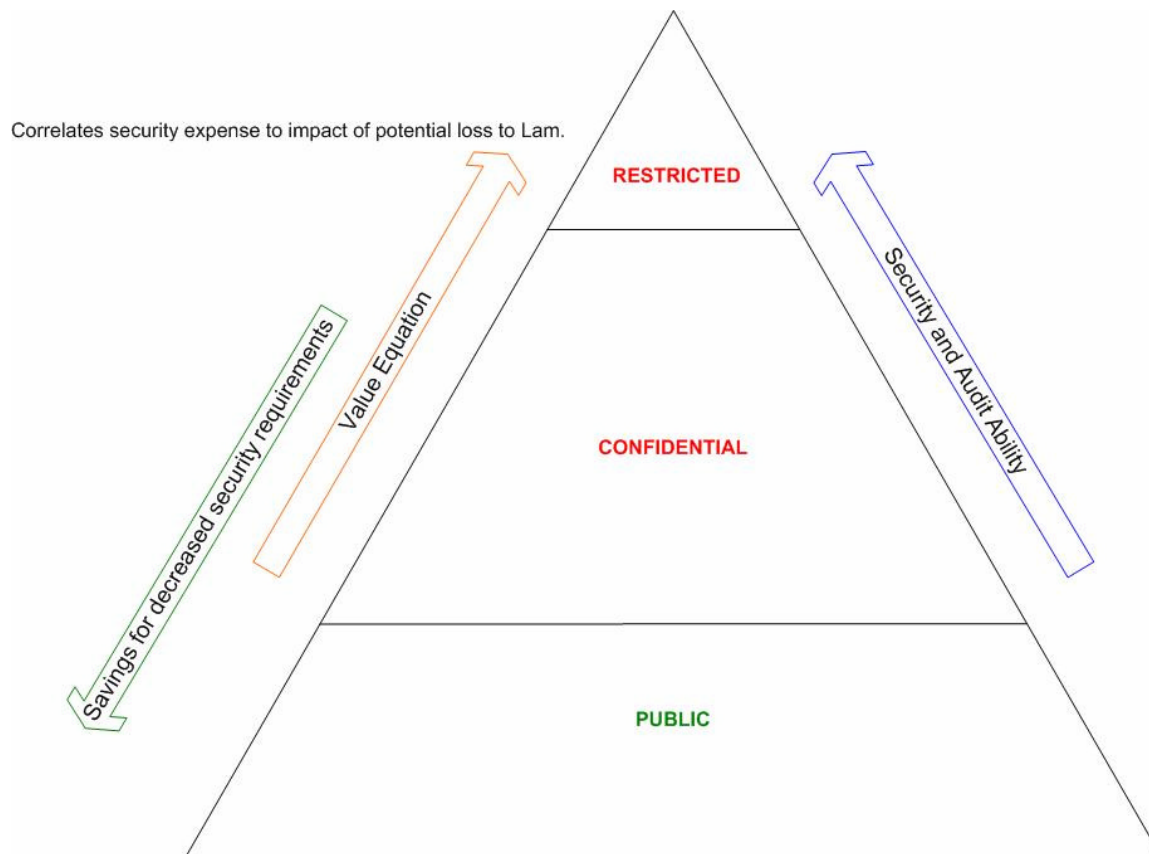 Correlates security expense to impact of potential loss to Lam.
RESTRICTED
Security and Audit Ability
Value Equation
Savings for decreased security requirements
CONFIDENTIAL
PUBLIC